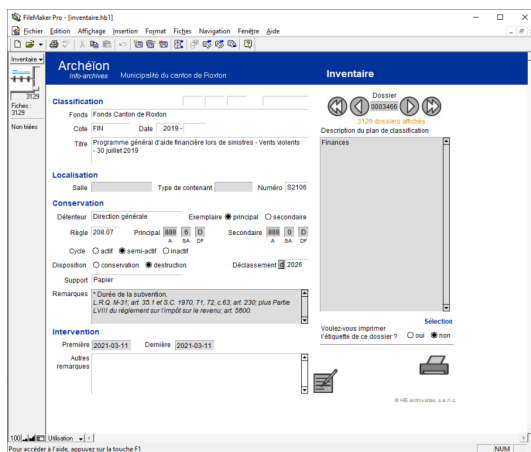 FileMaker Pro - [inventaire.hb1]
Fichier Edition Affichage Insertion Format Fiches Navigation Fenêtre Aide
Inventaire
3129
Fiches :
3129
Non triées
Archéïon
Info-archives Municipalité du canton de Roxton
Inventaire
Classification
Fonds Fonds Canton de Roxton
Cote FIN Date 2019 -
Titre Programme général d'aide financière lors de sinistres - Vents violents
- 30 juillet 2019
Dossier
0003466
3129 dossiers affichés
Description du plan de classification
Finances
Localisation
Salle Type de contenant Numéro S2106
Conservation
Détenteur Direction générale Exemplaire principal secondaire
Règle 208.07 Principal 888 5 D Secondaire 888 0 D
A SA DF A SA DF
Cycle actif semi-actif inactif
Disposition conservation destruction Déclassement d 2026
Support Papier
Remarques * Durée de la subvention.
L.R.Q. M-31; art. 35.1 et S.C. 1970, 71, 72, c.63; art. 230; plus Partie
LVIII du règlement sur l'impôt sur le revenu; art. 5800.
Intervention
Première 2021-03-11 Dernière 2021-03-11
Autres
remarques
Sélection
Voulez-vous imprimer
l'étiquette de ce dossier ? oui non
© HB archivistes, s.e.n.c.
100 Utilisation
Pour accéder à l'aide, appuyez sur la touche F1
NUM